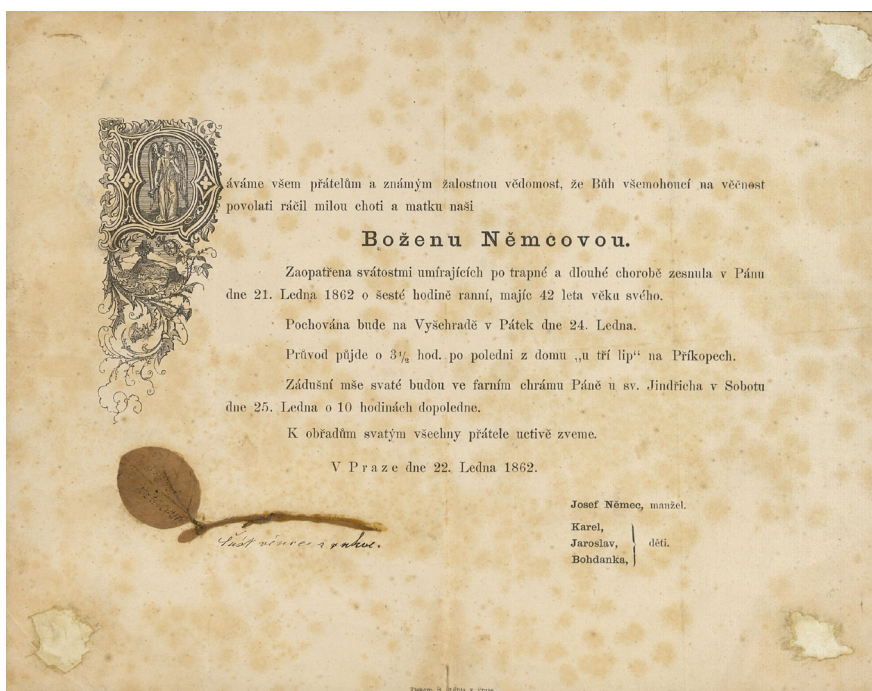 Dáváme všem přátelům a známým žalostnou vědomost, že Bůh všemohoucí na věčnost
povolati ráčil milou choti a matku naši
Boženu Němcovou.
Zaopatřena svátostmi umírajících po trapné a dlouhé chorobě zesnula v Pánu
dne 21. Ledna 1862 o šesté hodině ranní, majíc 42 leta věku svého.
Pochována bude na Vyšehradě v Pátek dne 24. Ledna.
Průvod půjde o 3½ hod. po poledni z domu „u tří lip“ na Příkopech.
Zádušní mše svaté budou ve farním chrámu Páně u sv. Jindřicha v Sobotu
dne 25. Ledna o 10 hodinách dopoledne.
K obřadům svatým všechny přátele uctivě zveme.
V Praze dne 22. Ledna 1862.
Josef Němec, manžel.
Karel,
Jaroslav, děti.
Bohdanka,
část věnce z rakve.